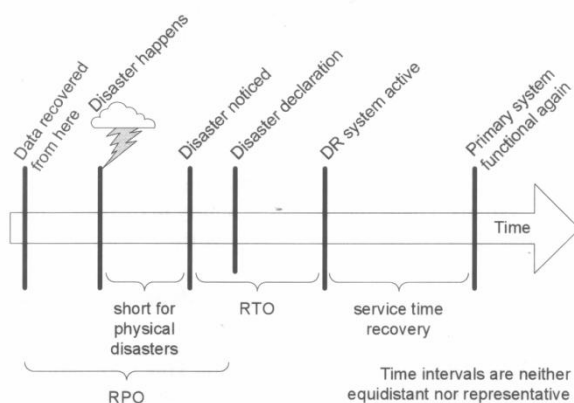 Data recovered
from here
Disaster happens
Disaster noticed
Disaster declaration
DR system active
Primary system
functional again
Time
short for
physical
disasters
RTO
service time
recovery
RPO
Time intervals are neither
equidistant nor representative